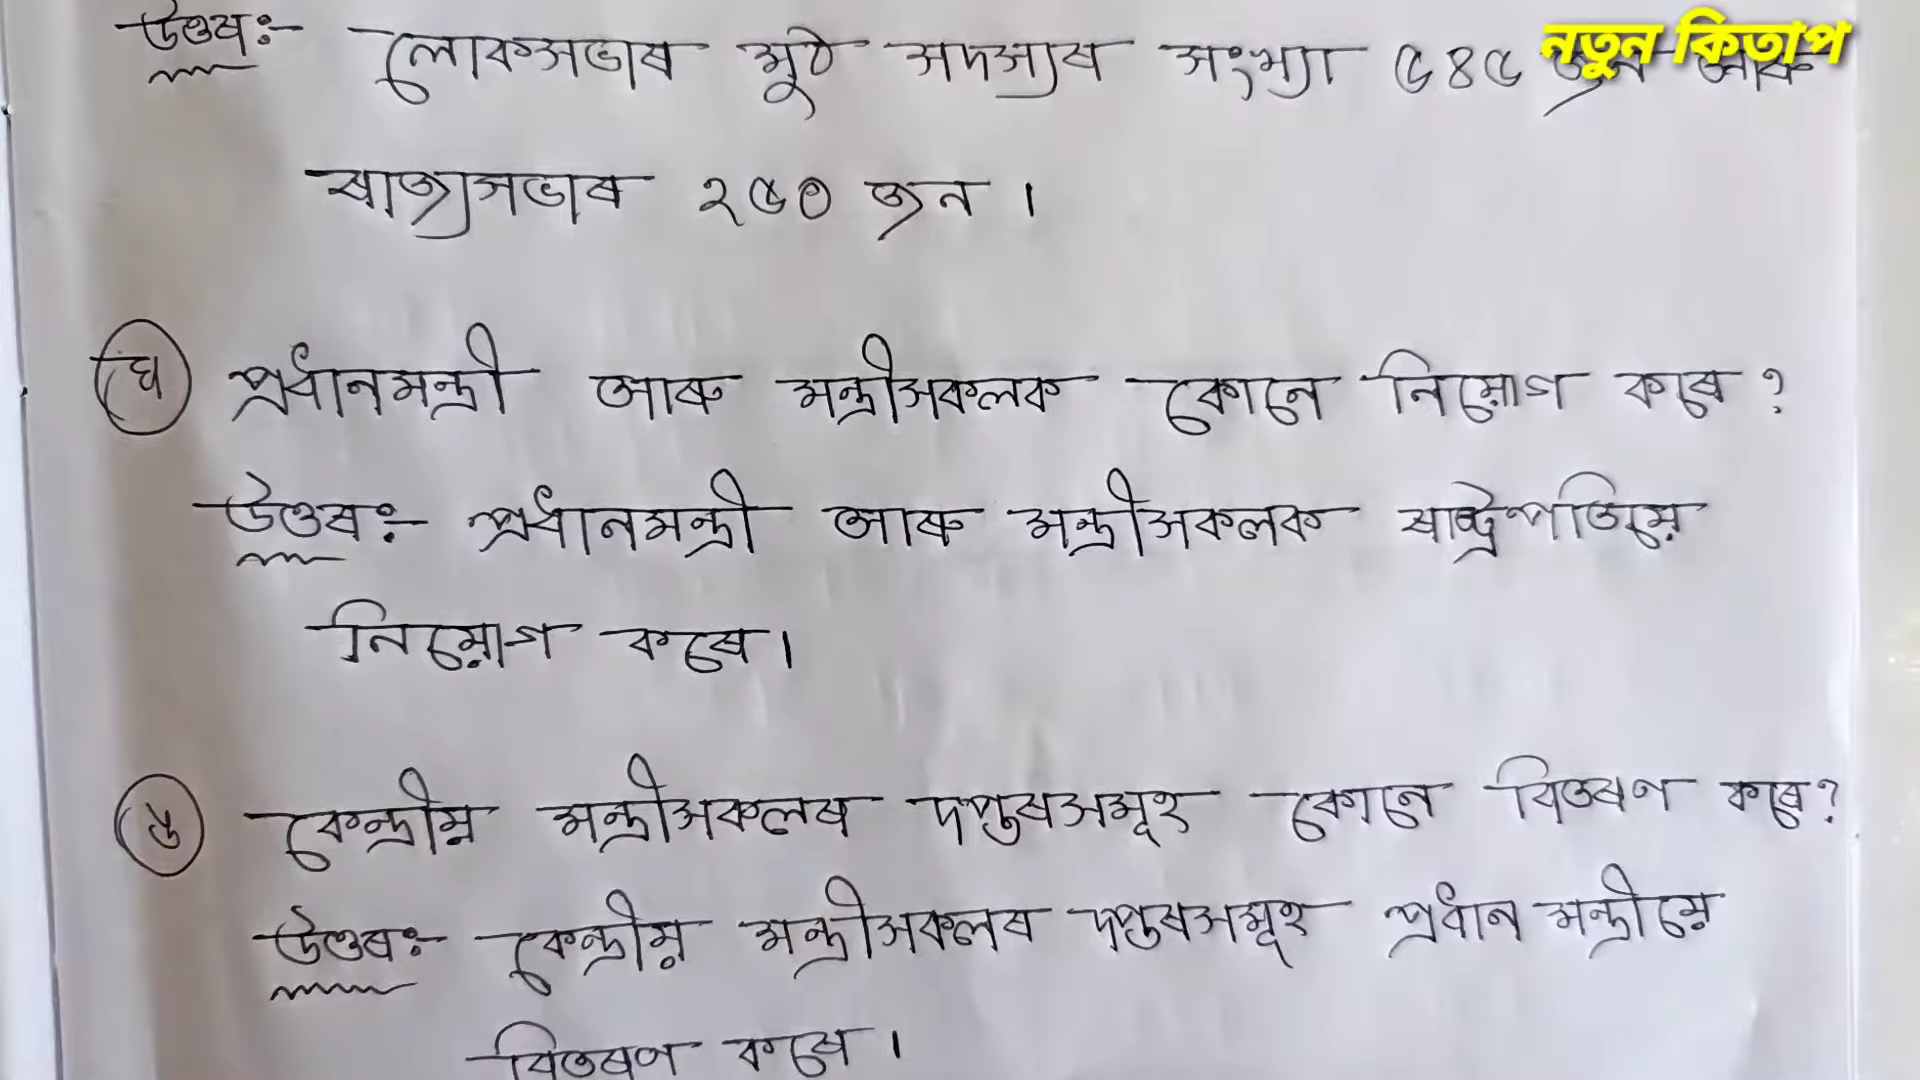 উত্তৰঃ- লোকসভাৰ মুঠ সদস্যৰ সংখ্যা ৫৪৫ জন আৰু
নতুন কিতাপ
ৰাজ্যসভাৰ ২৫০ জন ।
ঘ প্ৰধানমন্ত্ৰী আৰু মন্ত্ৰীসকলক কোনে নিয়োগ কৰে ?
উত্তৰঃ- প্ৰধানমন্ত্ৰী আৰু মন্ত্ৰীসকলক ৰাষ্ট্ৰপতিয়ে
নিয়োগ কৰে ।
ঙ কেন্দ্ৰীয় মন্ত্ৰীসকলৰ দপ্তৰসমূহ কোনে বিতৰণ কৰে ?
উত্তৰঃ- কেন্দ্ৰীয় মন্ত্ৰীসকলৰ দপ্তৰসমূহ প্ৰধান মন্ত্ৰীয়ে
বিতৰণ কৰে ।